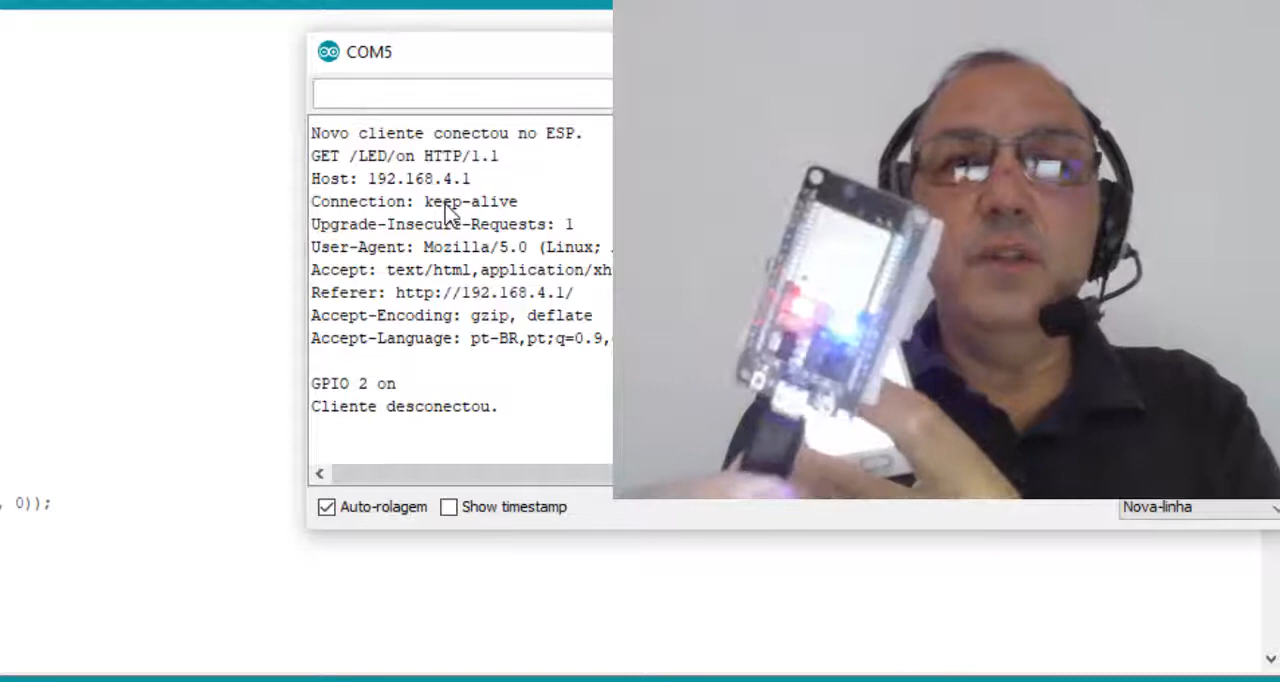 COM5
Novo cliente conectou no ESP.
GET /LED/on HTTP/1.1
Host: 192.168.4.1
Connection: keep-alive
Upgrade-Insecure-Requests: 1
User-Agent: Mozilla/5.0 (Linux;
Accept: text/html,application/xh
Referer: http://192.168.4.1/
Accept-Encoding: gzip, deflate
Accept-Language: pt-BR,pt;q=0.9,
GPIO 2 on
Cliente desconectou.
, 0));
Auto-rolagem Show timestamp Nova-linha